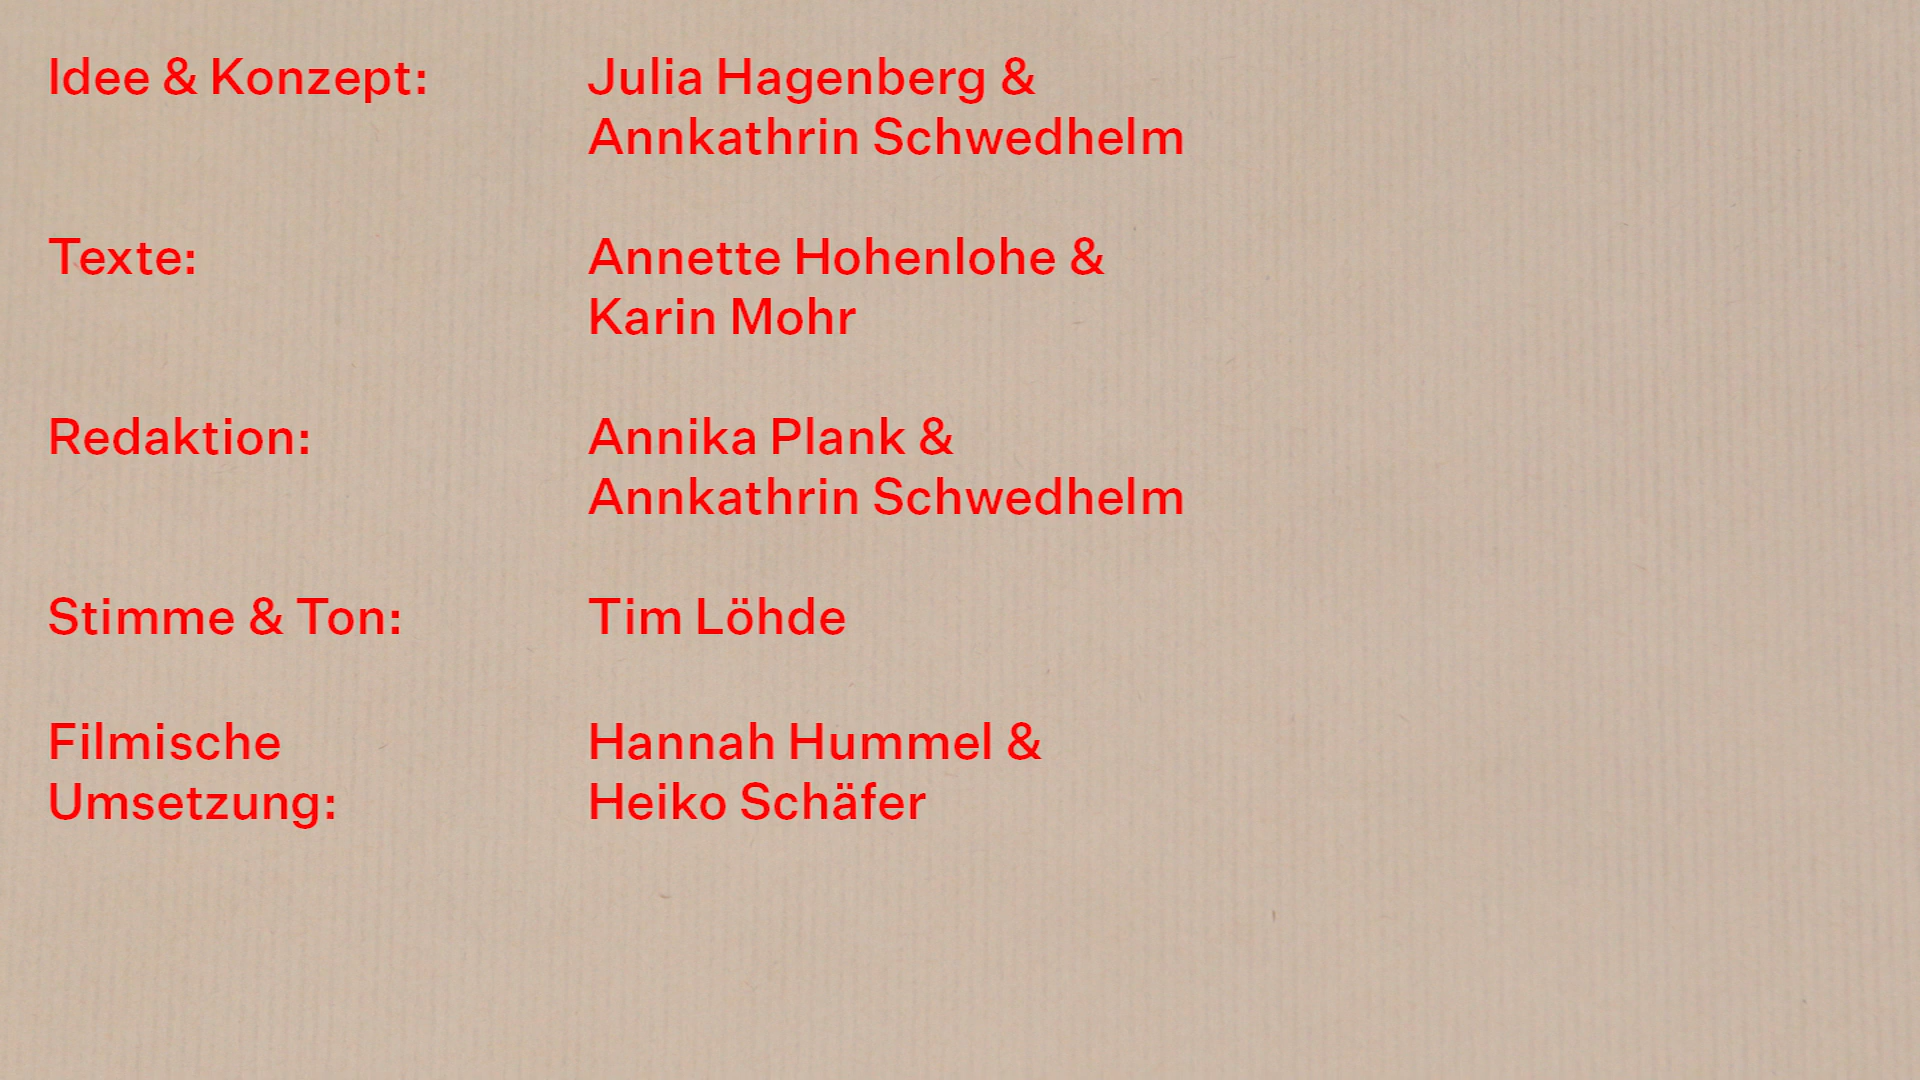 Idee & Konzept: Julia Hagenberg &
Annkathrin Schwedhelm
Texte: Annette Hohenlohe &
Karin Mohr
Redaktion: Annika Plank &
Annkathrin Schwedhelm
Stimme & Ton: Tim Löhde
Filmische Hannah Hummel &
Umsetzung: Heiko Schäfer